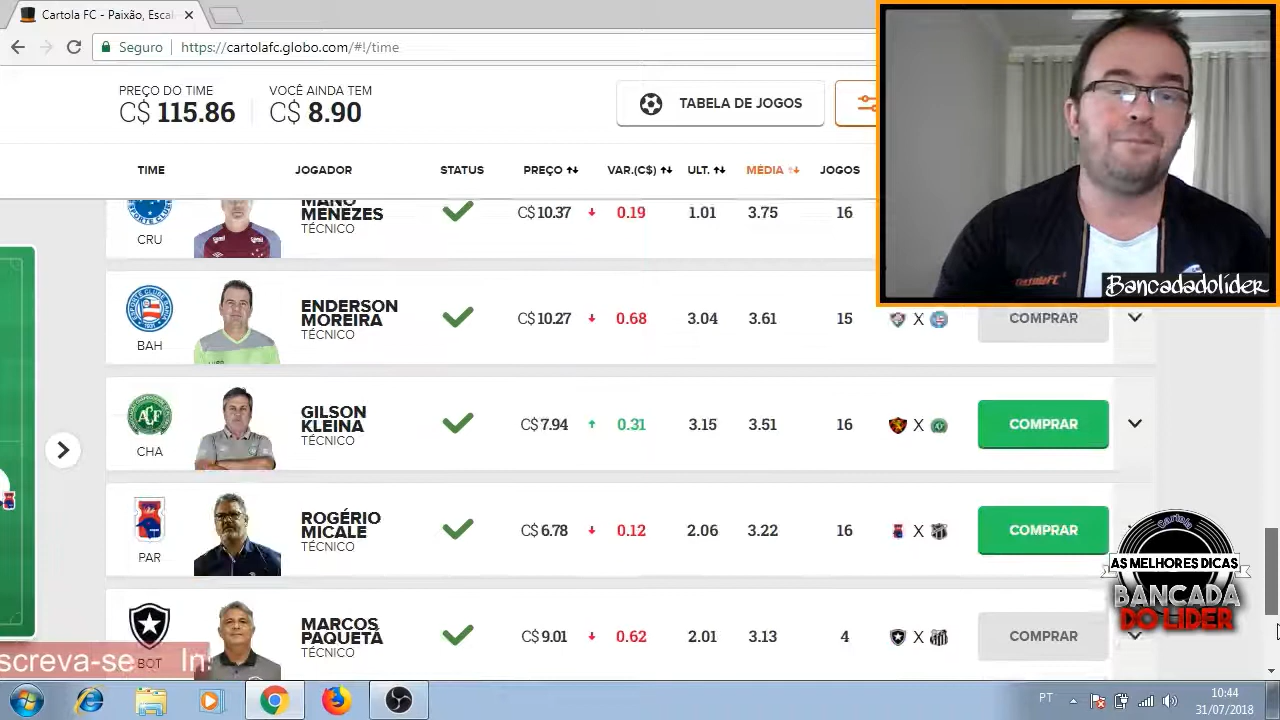 Cartola FC - Paixão, Escal
Seguro | https://cartolafc.globo.com/#!/time
PREÇO DO TIME
C$ 115.86
VOCÊ AINDA TEM
C$ 8.90
TABELA DE JOGOS
CartolaFC
Bancadadolíder
TIME JOGADOR STATUS PREÇO VAR.(C$) ULT. MÉDIA JOGOS
CRU
MANO
MENEZES
TÉCNICO
C$ 10.37 0.19 1.01 3.75 16
BAH
ENDERSON
MOREIRA
TÉCNICO
C$ 10.27 0.68 3.04 3.61 15 X COMPRAR
CHA
GILSON
KLEINA
TÉCNICO
C$ 7.94 0.31 3.15 3.51 16 X COMPRAR
PAR
ROGÉRIO
MICALE
TÉCNICO
C$ 6.78 0.12 2.06 3.22 16 X COMPRAR
BOT
MARCOS
PAQUETÁ
TÉCNICO
C$ 9.01 0.62 2.01 3.13 4 X COMPRAR
Cartola
AS MELHORES DICAS
BANCADA
DO LIDER
screva-se Ins
PT
10:44
31/07/2018